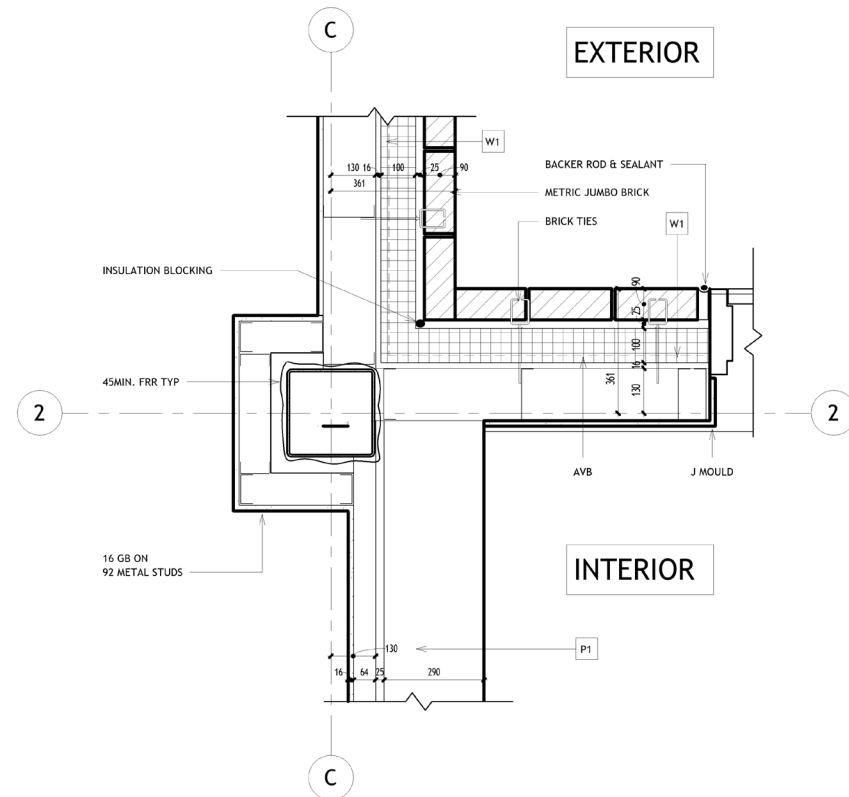 C
EXTERIOR
W1
BACKER ROD & SEALANT
130 16 100 25 90
361
METRIC JUMBO BRICK
BRICK TIES
W1
INSULATION BLOCKING
90
25
100
16
361
130
45MIN. FRR TYP
2
2
AVB
J MOULD
16 GB ON
92 METAL STUDS
INTERIOR
130
P1
16 64 25 290
C